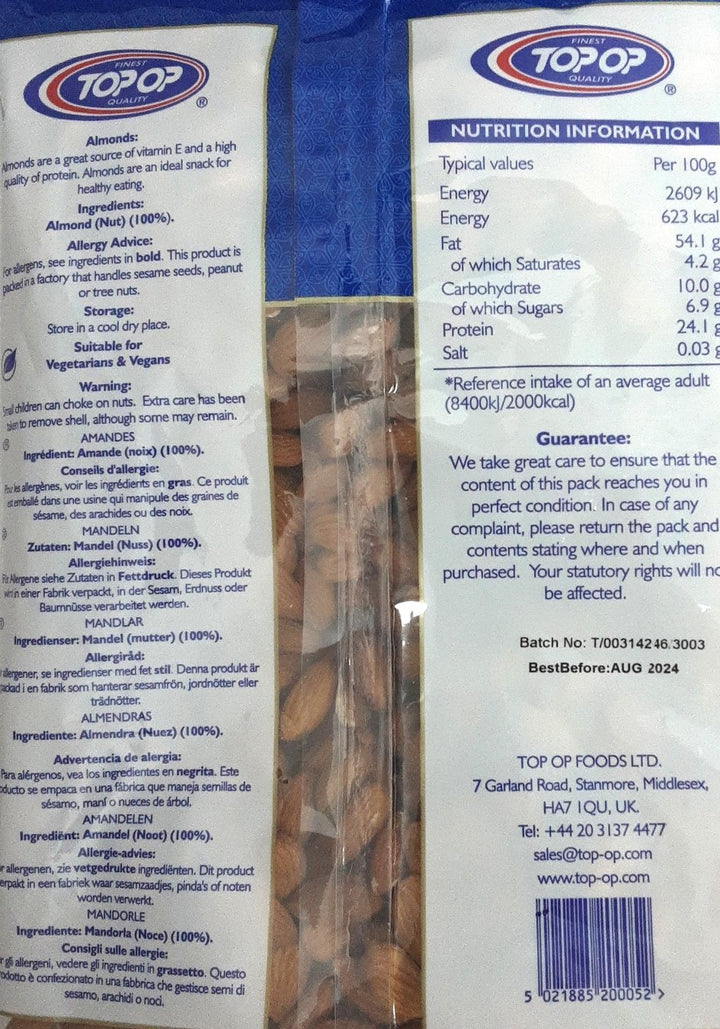 FINEST
TOP OP
QUALITY
®
Almonds:
Almonds are a great source of vitamin E and a high
quality of protein. Almonds are an ideal snack for
healthy eating.
Ingredients:
Almond (Nut) (100%).
Allergy Advice:
For allergens, see ingredients in bold. This product is
packed in a factory that handles sesame seeds, peanut
or tree nuts.
Storage:
Store in a cool dry place.
Suitable for
Vegetarians & Vegans
Warning:
Small children can choke on nuts. Extra care has been
taken to remove shell, although some may remain.
AMANDES
Ingrédient: Amande (noix) (100%).
Conseils d'allergie:
Pour les allergènes, voir les ingrédients en gras. Ce produit
est emballé dans une usine qui manipule des graines de
sésame, des arachides ou des noix.
MANDELN
Zutaten: Mandel (Nuss) (100%).
Allergiehinweis:
Für Allergene siehe Zutaten in Fettdruck. Dieses Produkt
wird in einer Fabrik verpackt, in der Sesam, Erdnuss oder
Baumnüsse verarbeitet werden.
MANDLAR
Ingredienser: Mandel (mutter) (100%).
Allergiråd:
allergener, se ingredienser med fet stil. Denna produkt är
packad i en fabrik som hanterar sesamfrön, jordnötter eller
trädnötter.
ALMENDRAS
Ingrediente: Almendra (Nuez) (100%).
Advertencia de alergia:
Para alérgenos, vea los ingredientes en negrita. Este
oducto se empaca en una fábrica que maneja semillas de
sésamo, maní o nueces de árbol.
AMANDELEN
Ingrediënt: Amandel (Noot) (100%).
Allergie-advies:
r allergenen, zie vetgedrukte ingrediënten. Dit product
erpakt in een fabriek waar sesamzaadjes, pinda's of noten
worden verwerkt.
MANDORLE
Ingrediente: Mandorla (Noce) (100%).
Consigli sulle allergie:
r gli allergeni, vedere gli ingredienti in grassetto. Questo
odotto è confezionato in una fabbrica che gestisce semi di
sesamo, arachidi o noci.
FINEST
TOP OP
QUALITY
®
NUTRITION INFORMATION
Typical values Per 100g
Energy 2609 kJ
Energy 623 kcal
Fat 54.1 g
of which Saturates 4.2 g
Carbohydrate 10.0 g
of which Sugars 6.9 g
Protein 24.1 g
Salt 0.03 g
*Reference intake of an average adult
(8400kJ/2000kcal)
Guarantee:
We take great care to ensure that the
content of this pack reaches you in
perfect condition. In case of any
complaint, please return the pack and
contents stating where and when
purchased. Your statutory rights will no
be affected.
Batch No: T/00314246/3003
BestBefore:AUG 2024
TOP OP FOODS LTD.
7 Garland Road, Stanmore, Middlesex,
HA7 1QU, UK.
Tel: +44 20 3137 4477
sales@top-op.com
www.top-op.com
5 021885 200052 >